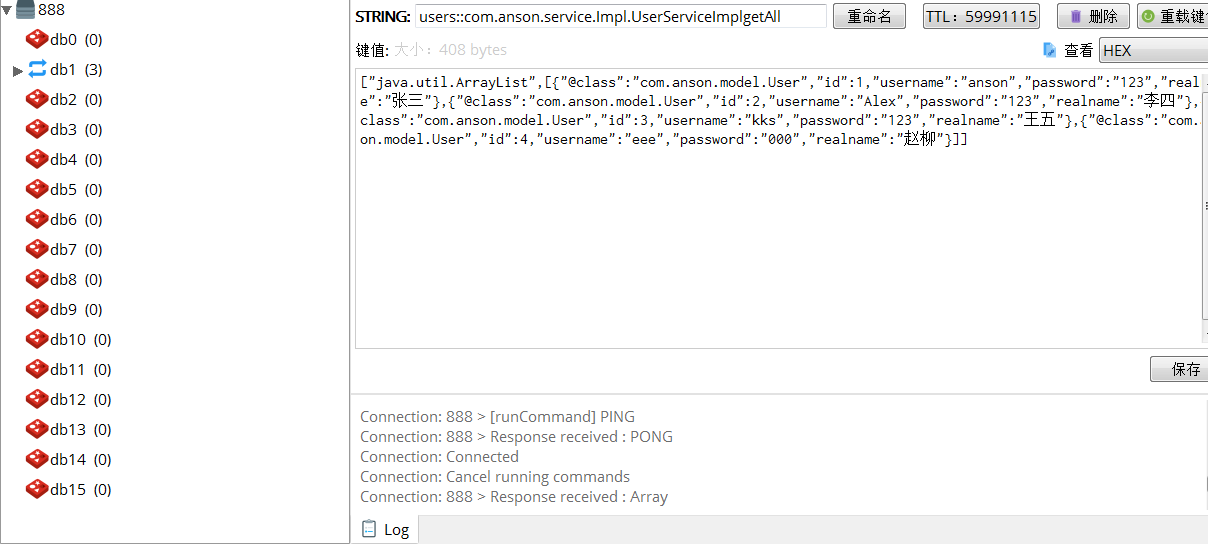 888
db0 (0)
db1 (3)
db2 (0)
db3 (0)
db4 (0)
db5 (0)
db6 (0)
db7 (0)
db8 (0)
db9 (0)
db10 (0)
db11 (0)
db12 (0)
db13 (0)
db14 (0)
db15 (0)
STRING: users::com.anson.service.Impl.UserServiceImplgetAll 重命名 TTL: 59991115 删除 重载键
键值: 大小: 408 bytes 查看 HEX
["java.util.ArrayList",[{"@class":"com.anson.model.User","id":1,"username":"anson","password":"123","real
e":"张三"},{"@class":"com.anson.model.User","id":2,"username":"Alex","password":"123","realname":"李四"},
class":"com.anson.model.User","id":3,"username":"kks","password":"123","realname":"王五"},{"@class":"com.
on.model.User","id":4,"username":"eee","password":"000","realname":"赵柳"}]]
保存
Connection: 888 > [runCommand] PING
Connection: 888 > Response received : PONG
Connection: Connected
Connection: Cancel running commands
Connection: 888 > Response received : Array
Log